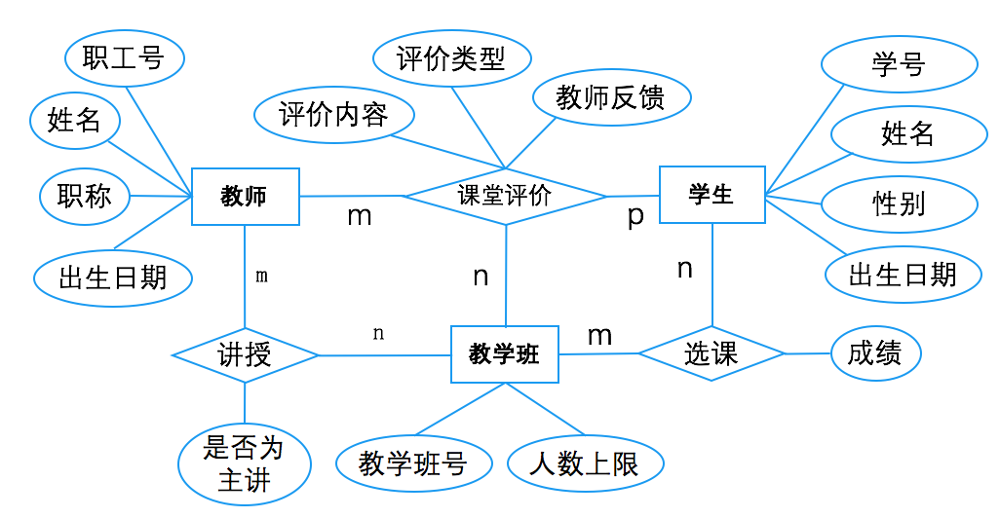 职工号
评价类型
学号
教师反馈
评价内容
姓名
姓名
职称
教师
课堂评价
学生
性别
m
p
出生日期
出生日期
m
n
n
n
m
讲授
教学班
选课
成绩
是否为
主讲
教学班号
人数上限